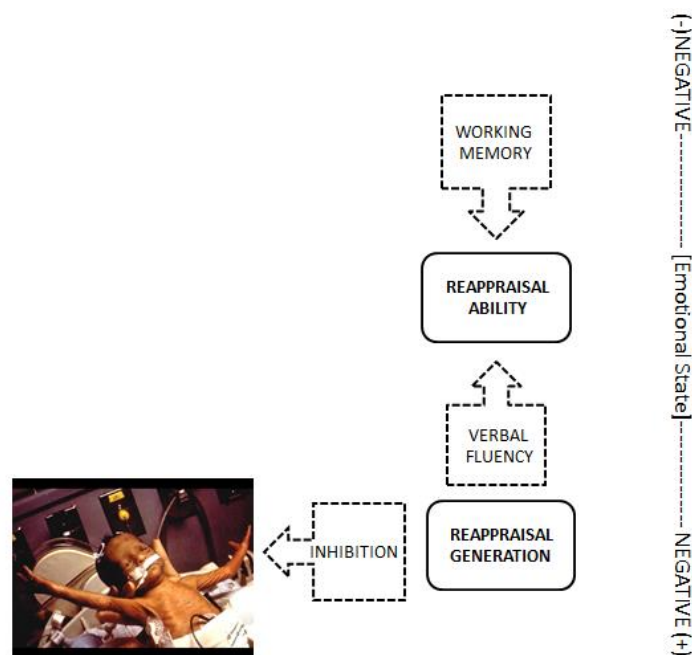 WORKING
MEMORY
REAPPRAISAL
ABILITY
VERBAL
FLUENCY
INHIBITION
REAPPRAISAL
GENERATION
(-)NEGATIVE--------------- [Emotional State]--------------- NEGATIVE (+)